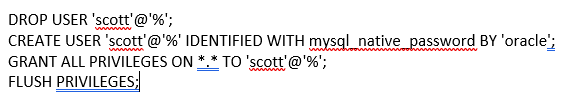 DROP USER 'scott'@'%';
CREATE USER 'scott'@'%' IDENTIFIED WITH mysql_native_password BY 'oracle';
GRANT ALL PRIVILEGES ON *.* TO 'scott'@'%';
FLUSH PRIVILEGES;